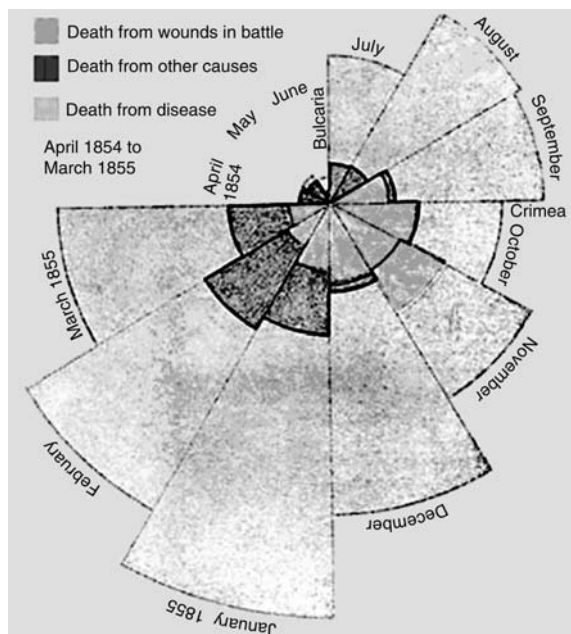 Death from wounds in battle
Death from other causes
Death from disease
April 1854 to
March 1855
April
1854
May
June
Bulcaria
July
August
September
Crimea
October
November
December
January 1855
February
March 1855